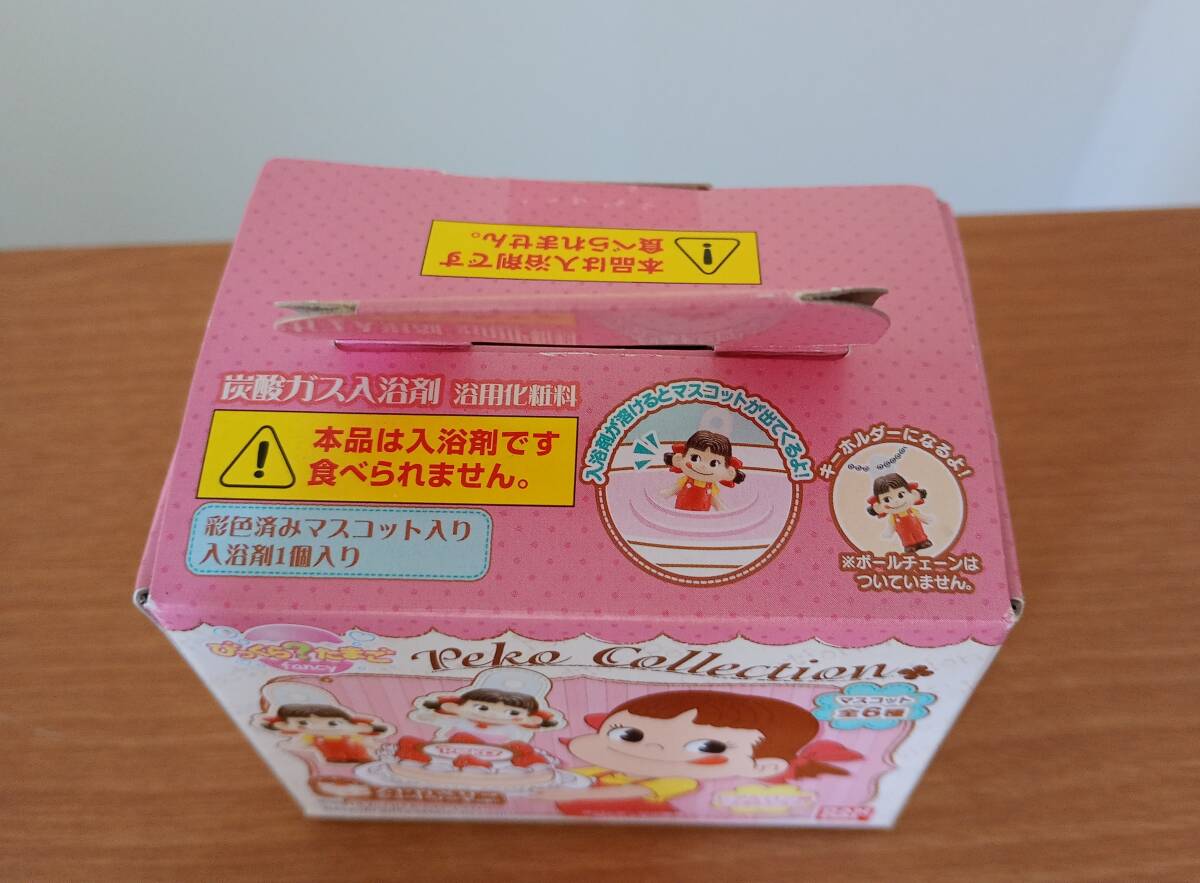 本品は入浴剤です
食べられません。
炭酸ガス入浴剤 浴用化粧料
本品は入浴剤です
食べられません。
彩色済みマスコット入り
入浴剤1個入り
入浴剤が溶けるとマスコットが出てくるよ!
キーホルダーになるよ!
※ボールチェーンは
ついていません。
びっくら?たまご
fancy
Peko Collection
マスコット
全9種
Peko